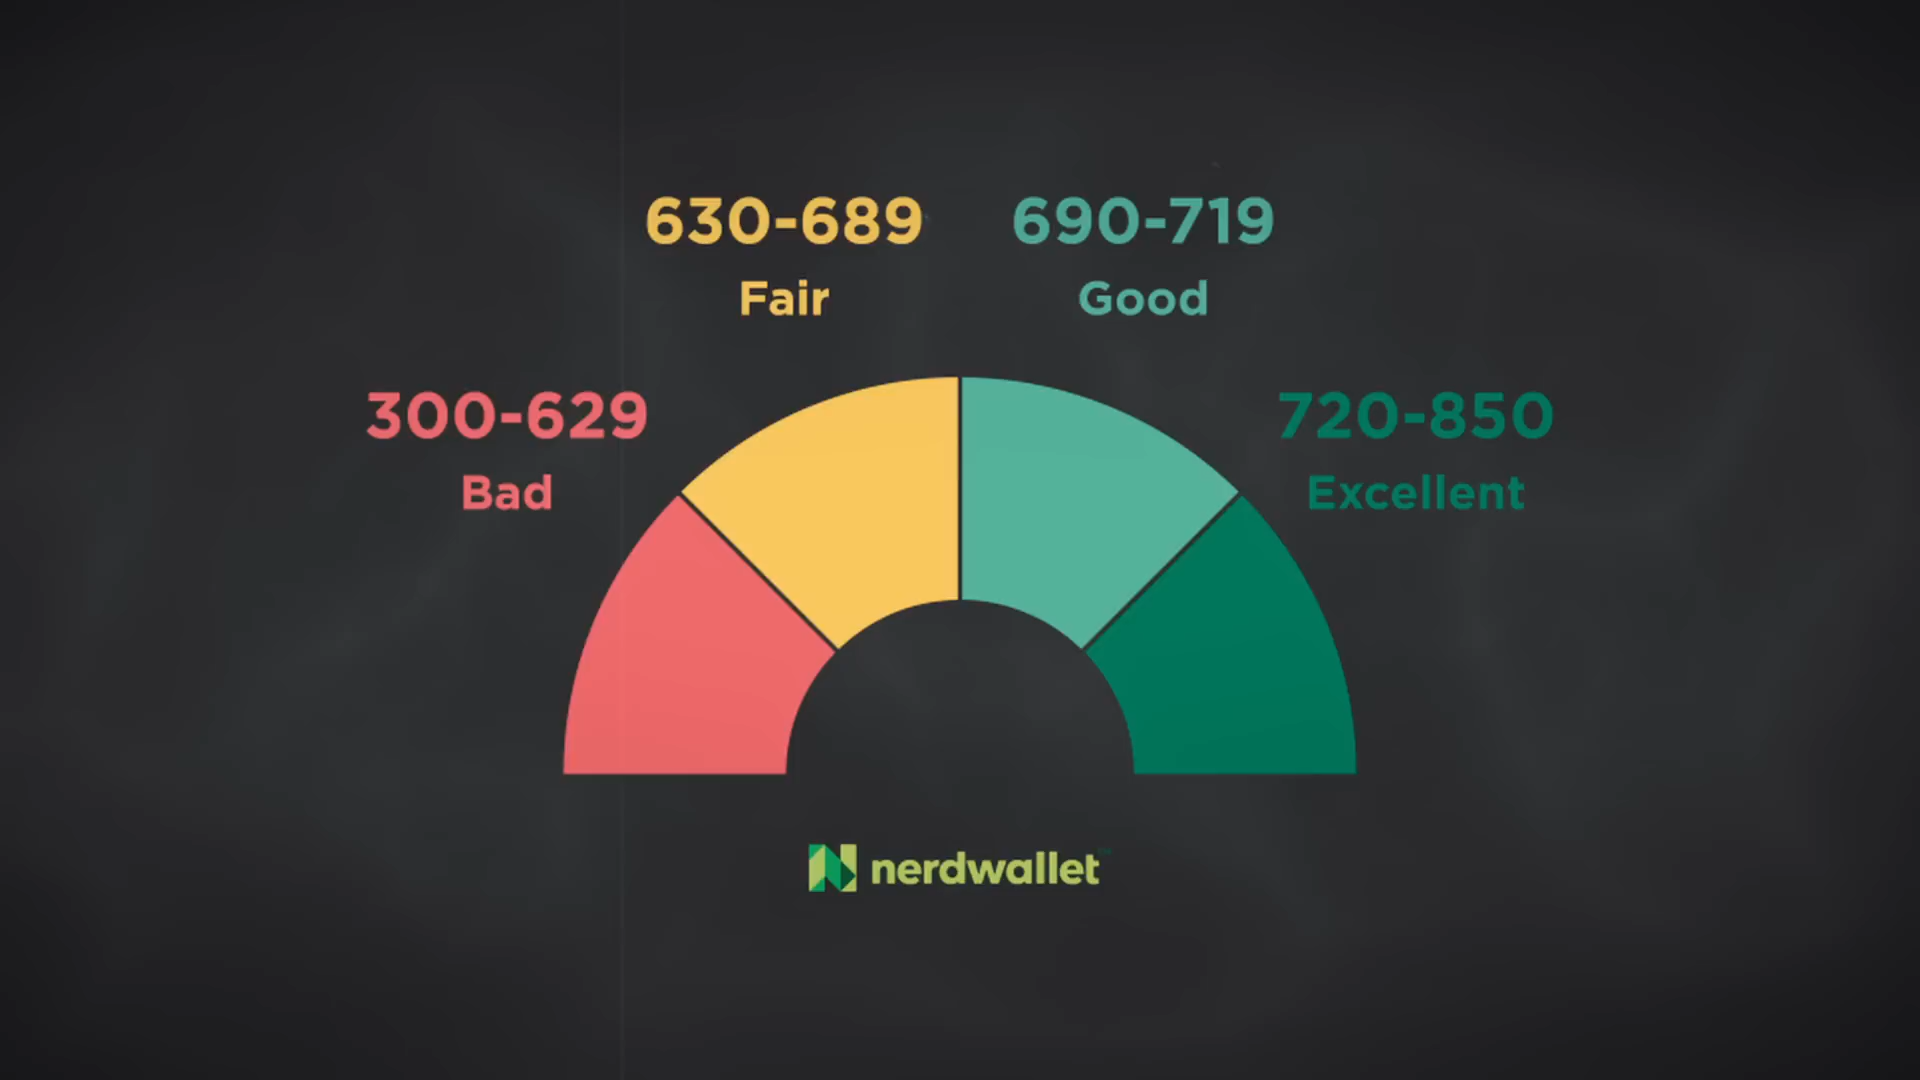 630-689
Fair
690-719
Good
300-629
Bad
720-850
Excellent
nerdwallet